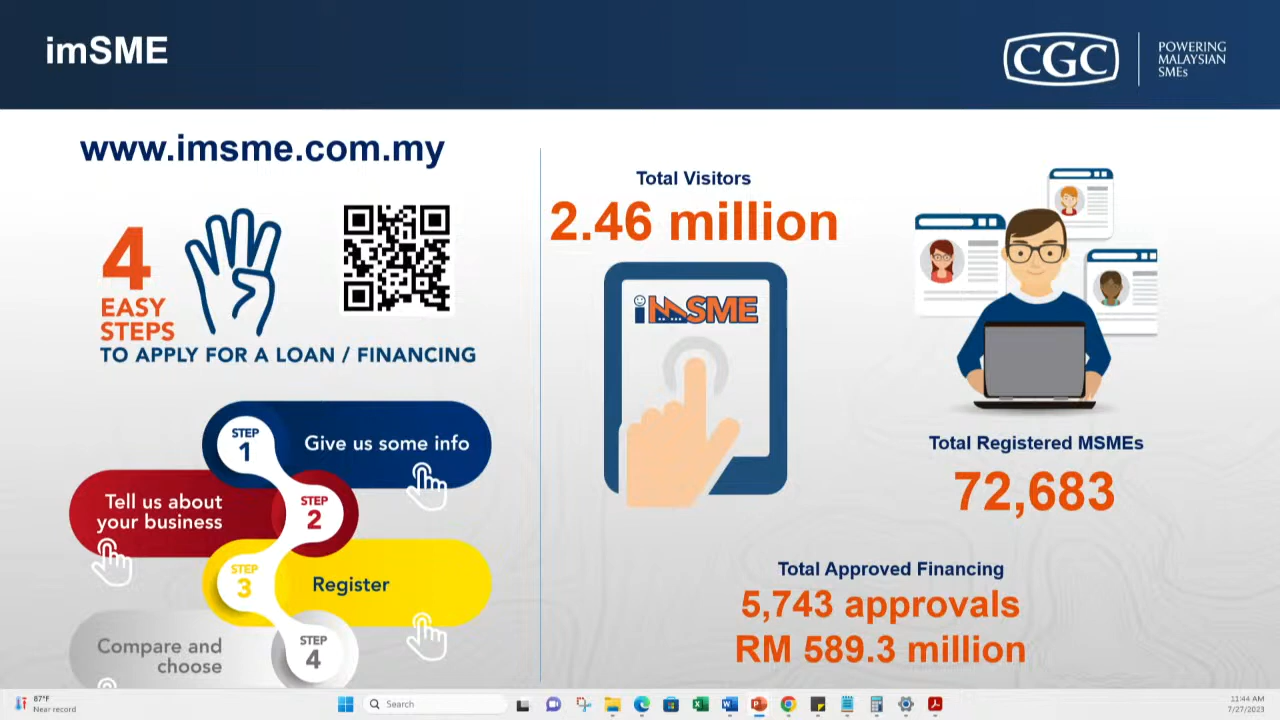 imSME
CGC
POWERING
MALAYSIAN
SMEs
www.imsme.com.my
4
EASY
STEPS
TO APPLY FOR A LOAN / FINANCING
STEP
1
Give us some info
Tell us about
your business
STEP
2
STEP
3
Register
Compare and
choose
STEP
4
Total Visitors
2.46 million
imSME
Total Registered MSMEs
72,683
Total Approved Financing
5,743 approvals
RM 589.3 million
87°F
Near record
Search
11:44 AM
7/27/2023